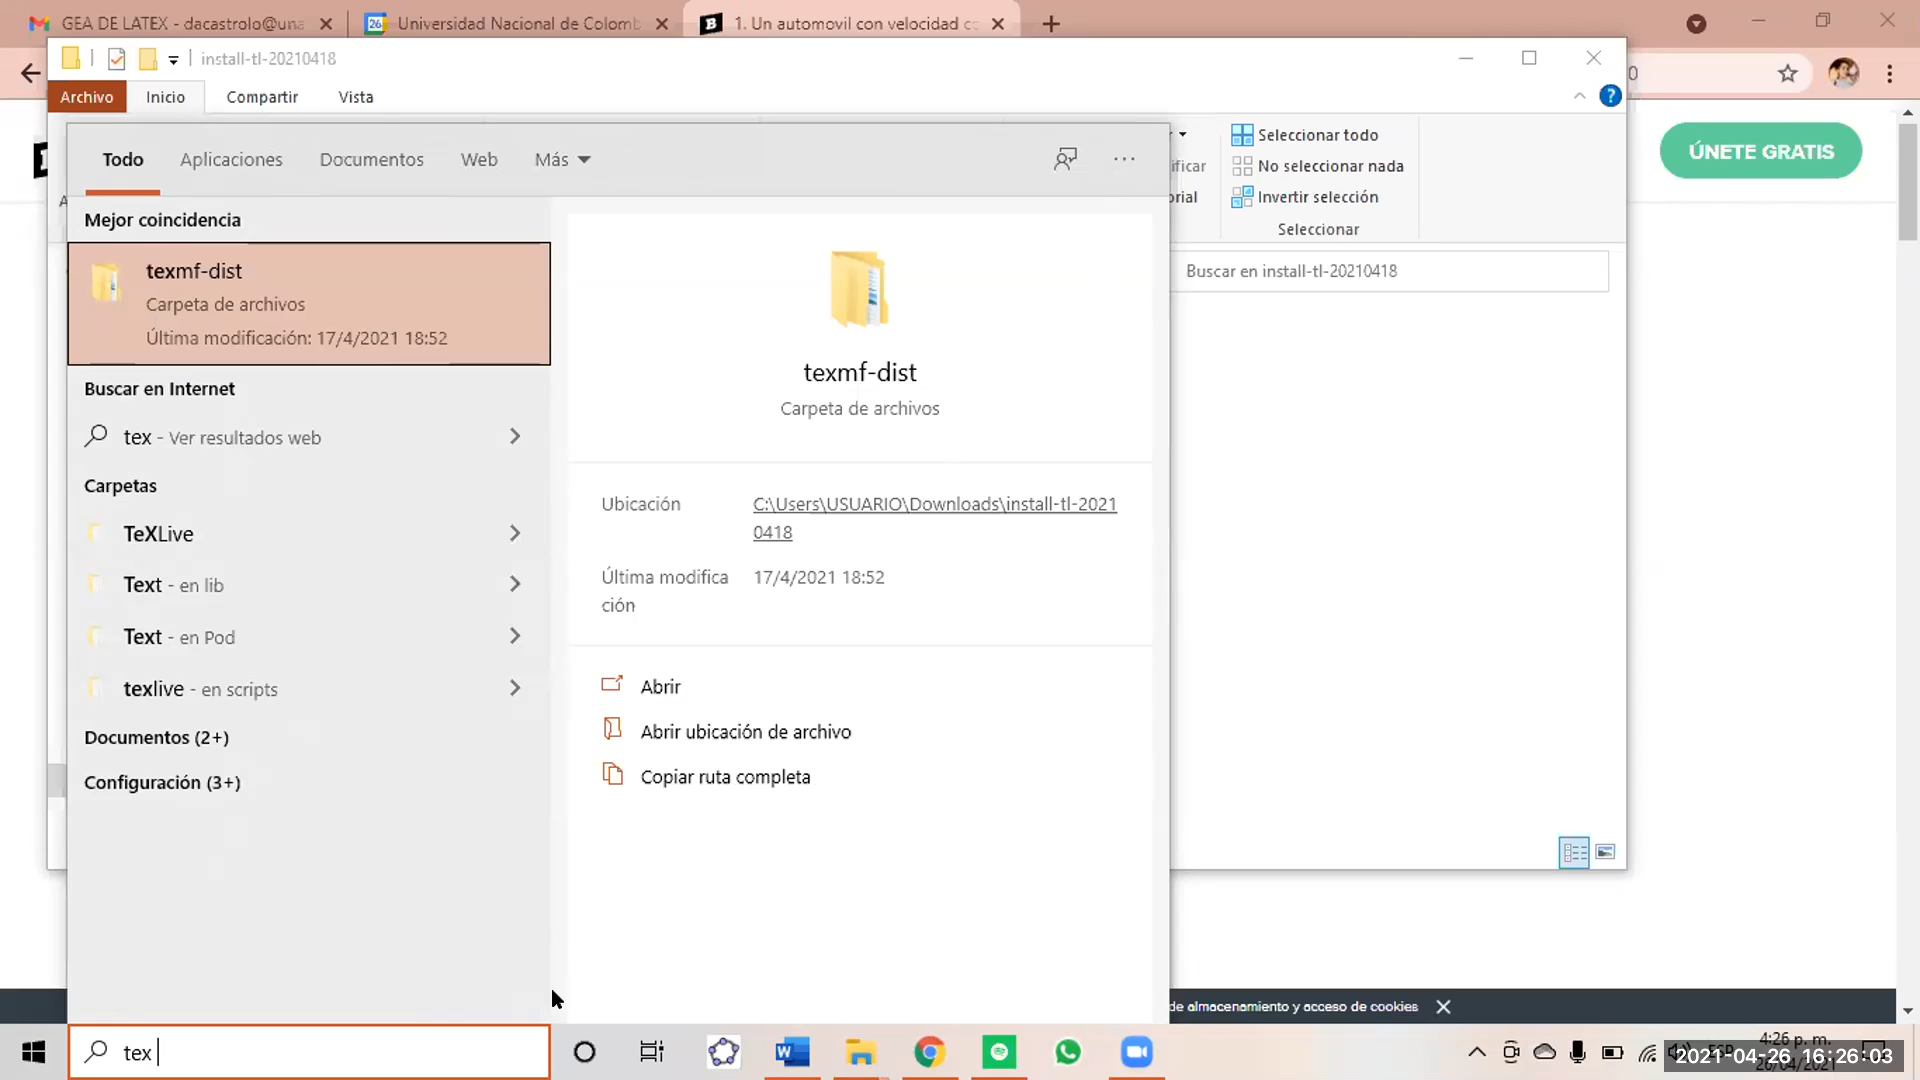 GEA DE LATEX - dacastrolo@una
Universidad Nacional de Colomb
1. Un automovil con velocidad co
install-tl-20210418
Archivo
Inicio
Compartir
Vista
ÚNETE GRATIS
Todo
Aplicaciones
Documentos
Web
Más
Seleccionar todo
No seleccionar nada
Invertir selección
Seleccionar
Buscar en install-tl-20210418
Mejor coincidencia
texmf-dist
Carpeta de archivos
Última modificación: 17/4/2021 18:52
Buscar en Internet
tex - Ver resultados web
Carpetas
TeXLive
Text - en lib
Text - en Pod
texlive - en scripts
Documentos (2+)
Configuración (3+)
texmf-dist
Carpeta de archivos
Ubicación
C:\Users\USUARIO\Downloads\install-tl-2021
0418
Última modifica
ción
17/4/2021 18:52
Abrir
Abrir ubicación de archivo
Copiar ruta completa
de almacenamiento y acceso de cookies
tex
4:26 p. m.
2021-04-26 16:26:03